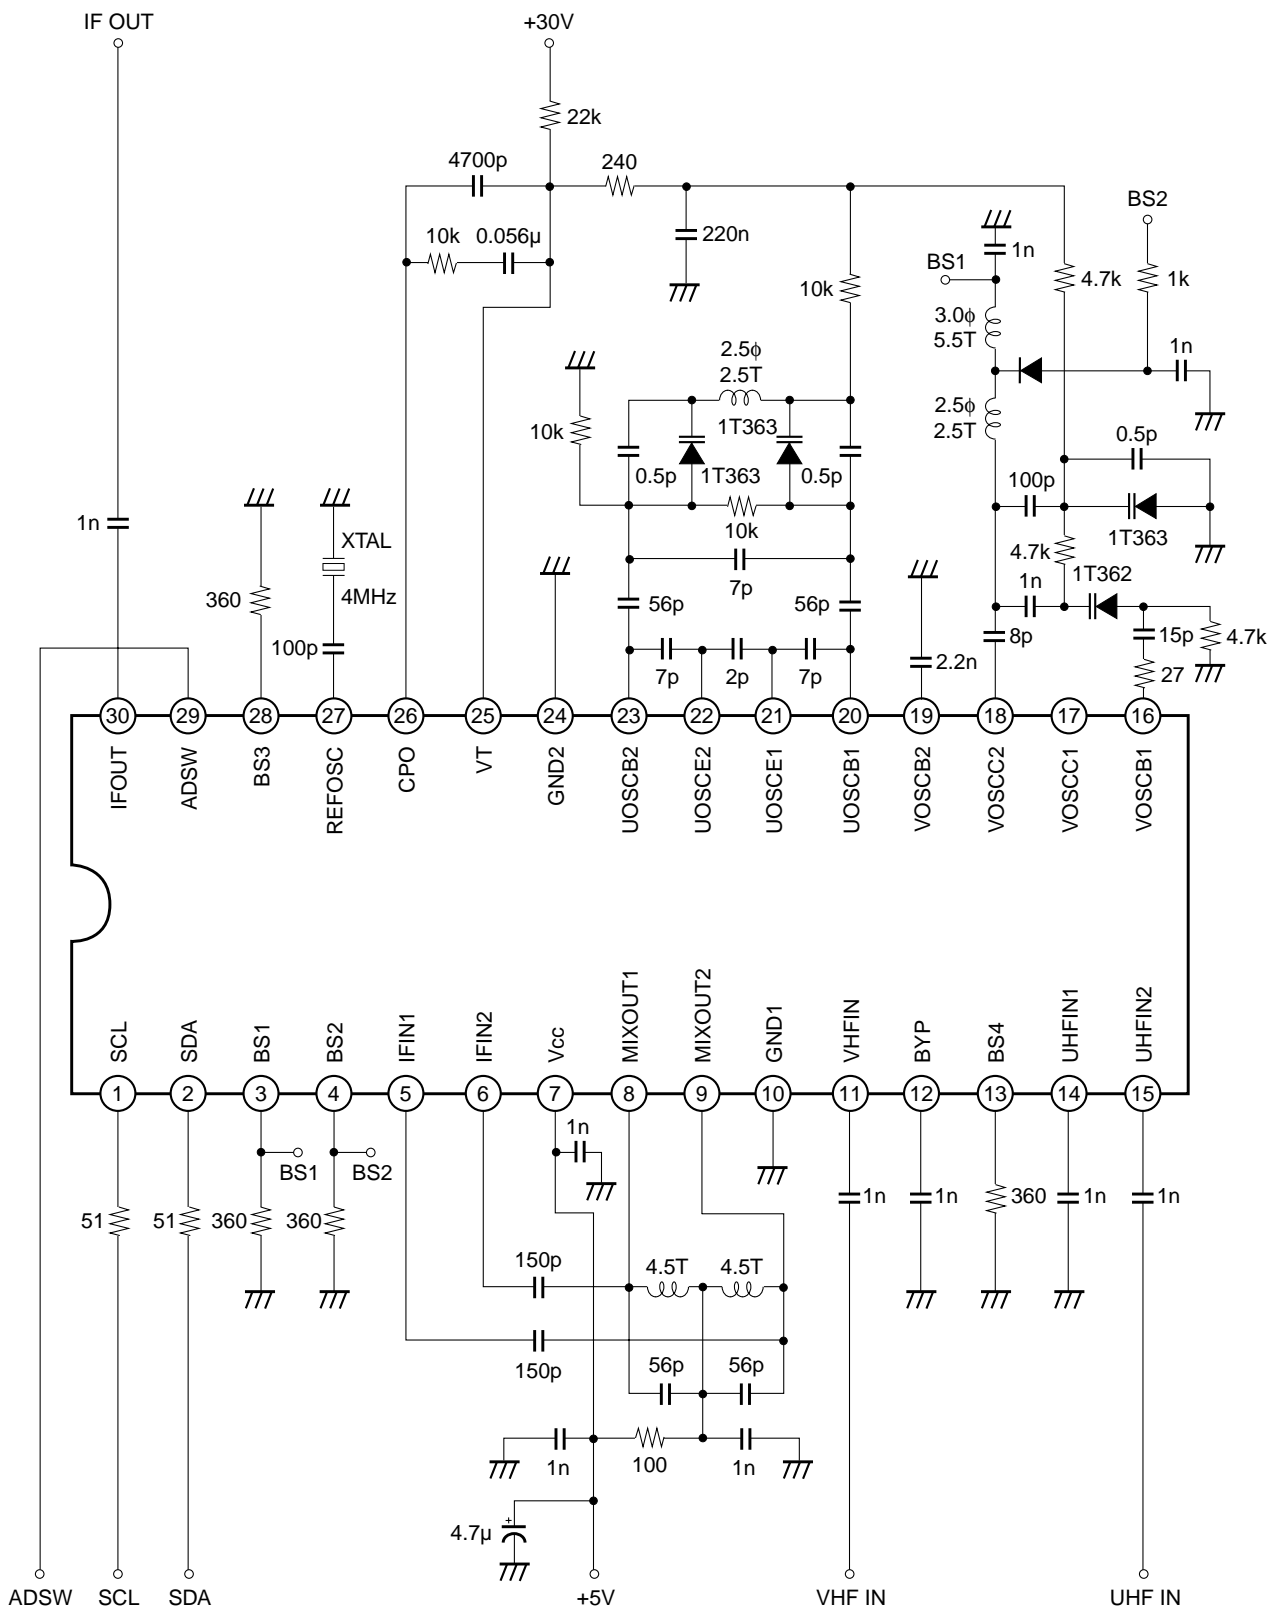 IF OUT
+30V
22k
4700p
240
BS2
10k
0.056μ
220n
1n
BS1
10k
4.7k
1k
3.0ϕ
5.5T
2.5ϕ
2.5T
1n
2.5ϕ
2.5T
10k
1T363
0.5p
0.5p
1T363
0.5p
100p
1n
XTAL
10k
4.7k
1T363
1T362
4MHz
7p
1n
360
56p
56p
100p
8p
15p
4.7k
7p
2p
7p
2.2n
27
30
29
28
27
26
25
24
23
22
21
20
19
18
17
16
IFOUT
ADSW
BS3
REFOSC
CPO
VT
GND2
UOSCB2
UOSCE2
UOSCE1
UOSCB1
VOSCB2
VOSCC2
VOSCC1
VOSCB1
SCL
SDA
BS1
BS2
IFIN1
IFIN2
Vcc
MIXOUT1
MIXOUT2
GND1
VHFIN
BYP
BS4
UHFIN1
UHFIN2
1
2
3
4
5
6
7
8
9
10
11
12
13
14
15
1n
BS1
BS2
51
51
360
360
1n
1n
360
1n
1n
150p
4.5T
4.5T
150p
56p
56p
1n
100
1n
+
4.7μ
ADSW
SCL
SDA
+5V
VHF IN
UHF IN